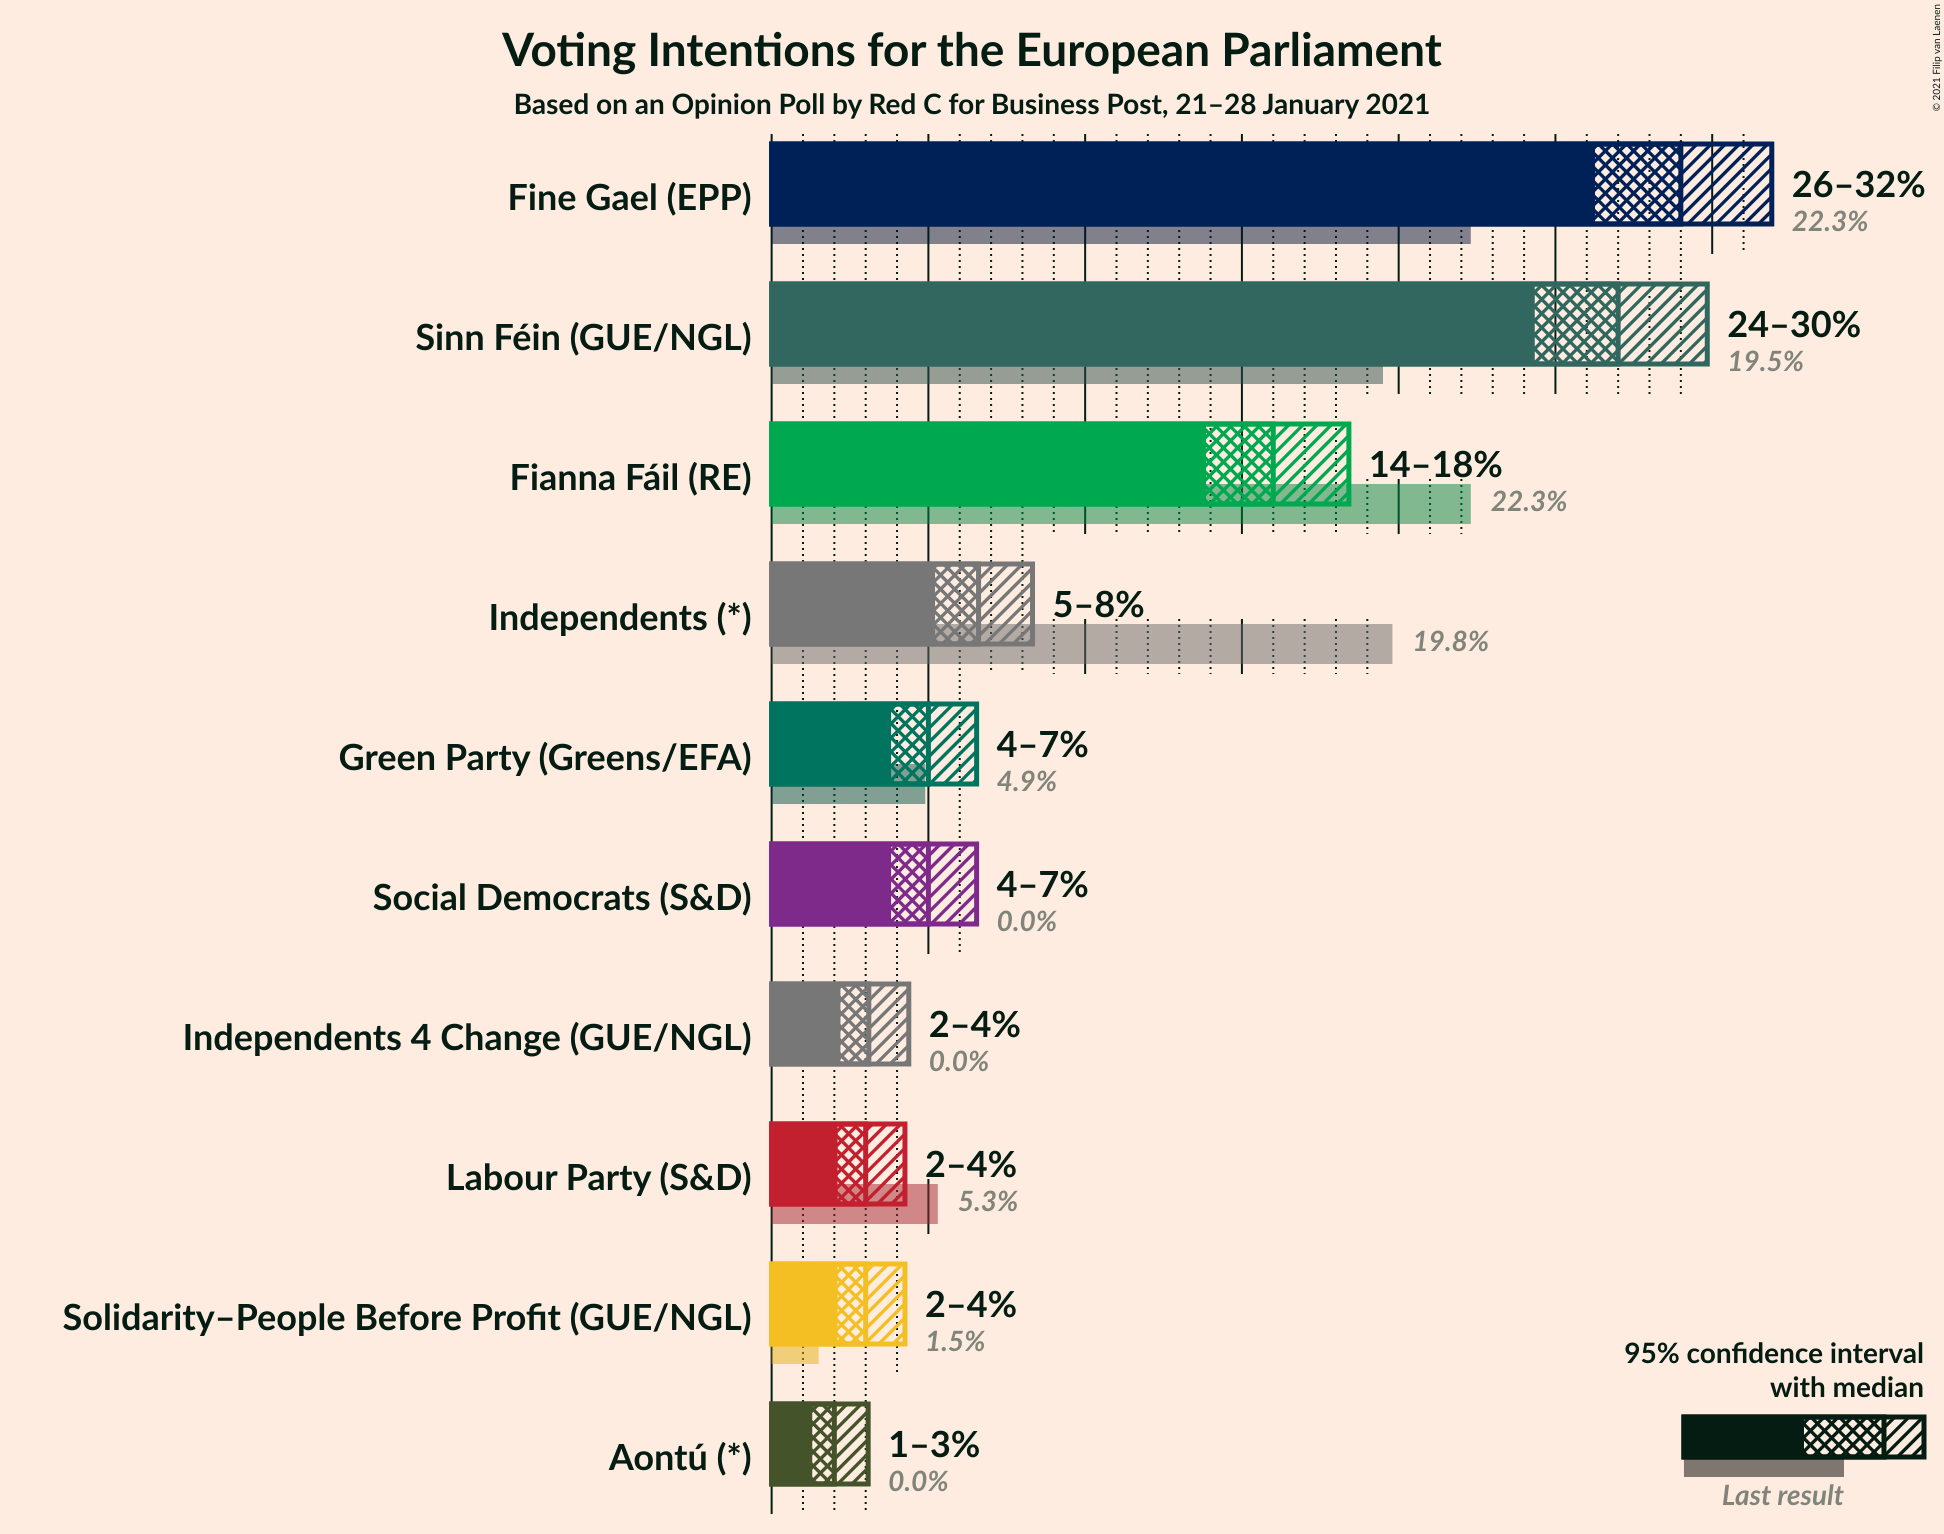 Voting Intentions for the European Parliament
Based on an Opinion Poll by Red C for Business Post, 21–28 January 2021
© 2021 Filip van Laenen
Fine Gael (EPP)
26–32%
22.3%
Sinn Féin (GUE/NGL)
24–30%
19.5%
Fianna Fáil (RE)
14–18%
22.3%
Independents (*)
5–8%
19.8%
Green Party (Greens/EFA)
4–7%
4.9%
Social Democrats (S&D)
4–7%
0.0%
Independents 4 Change (GUE/NGL)
2–4%
0.0%
Labour Party (S&D)
2–4%
5.3%
Solidarity–People Before Profit (GUE/NGL)
2–4%
1.5%
Aontú (*)
1–3%
0.0%
95% confidence interval
with median
Last result